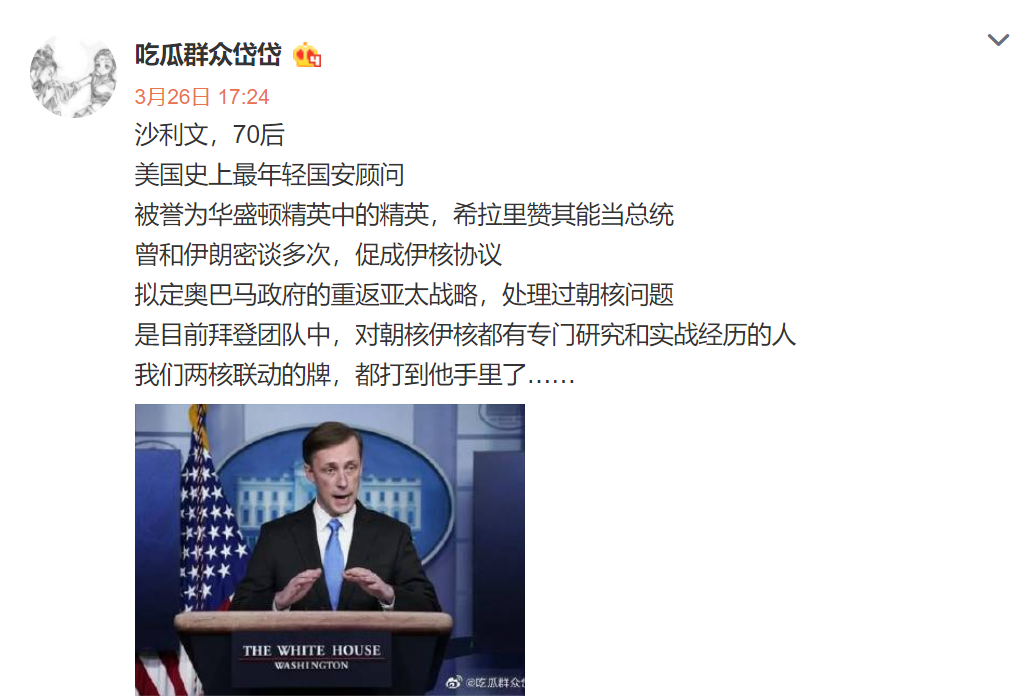 吃瓜群众岱岱
4
3月26日 17:24
沙利文，70后
美国史上最年轻国安顾问
被誉为华盛顿精英中的精英，希拉里赞其能当总统
曾和伊朗密谈多次，促成伊核协议
拟定奥巴马政府的重返亚太战略，处理过朝核问题
是目前拜登团队中，对朝核伊核都有专门研究和实战经历的人
我们两核联动的牌，都打到他手里了……
THE WHITE HOUSE
WASHINGTON
@吃瓜群众